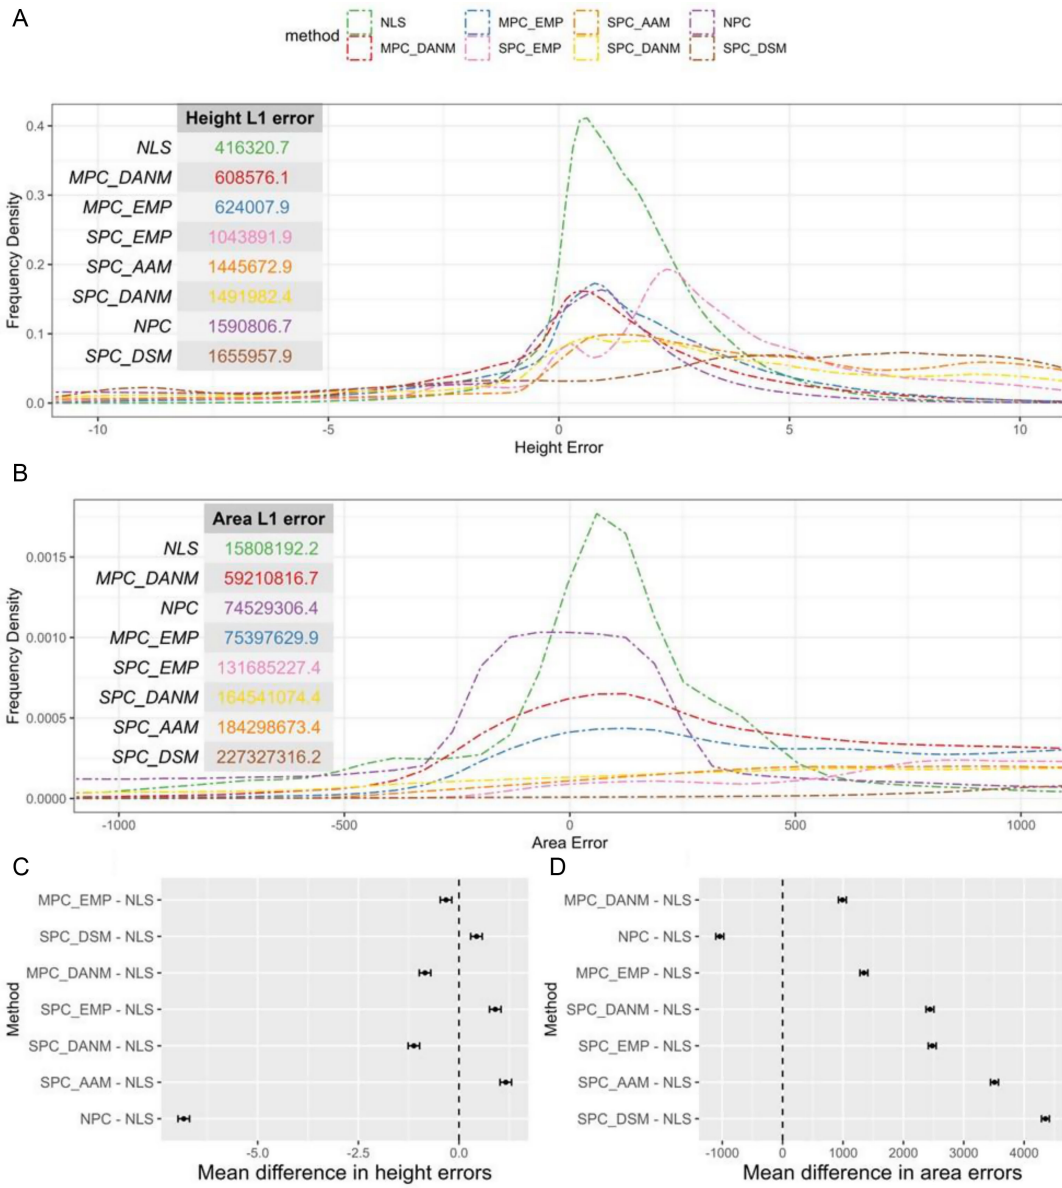 A
method
NLS
MPC_EMP
SPC_AAM
NPC
MPC_DANM
SPC_EMP
SPC_DANM
SPC_DSM
Height L1 error
NLS 416320.7
MPC_DANM 608576.1
MPC_EMP 624007.9
SPC_EMP 1043891.9
SPC_AAM 1445672.9
SPC_DANM 1491982.4
NPC 1590806.7
SPC_DSM 1655957.9
Frequency Density
0.4
0.3
0.2
0.1
0.0
-10 -5 0 5 10
Height Error
B
Area L1 error
NLS 15808192.2
MPC_DANM 59210816.7
NPC 74529306.4
MPC_EMP 75397629.9
SPC_EMP 131685227.4
SPC_DANM 164541074.4
SPC_AAM 184298673.4
SPC_DSM 227327316.2
Frequency Density
0.0015
0.0010
0.0005
0.0000
-1000 -500 0 500 1000
Area Error
C
Method
MPC_EMP - NLS
SPC_DSM - NLS
MPC_DANM - NLS
SPC_EMP - NLS
SPC_DANM - NLS
SPC_AAM - NLS
NPC - NLS
-5.0 -2.5 0.0
Mean difference in height errors
D
Method
MPC_DANM - NLS
NPC - NLS
MPC_EMP - NLS
SPC_DANM - NLS
SPC_EMP - NLS
SPC_AAM - NLS
SPC_DSM - NLS
-1000 0 1000 2000 3000 4000
Mean difference in area errors